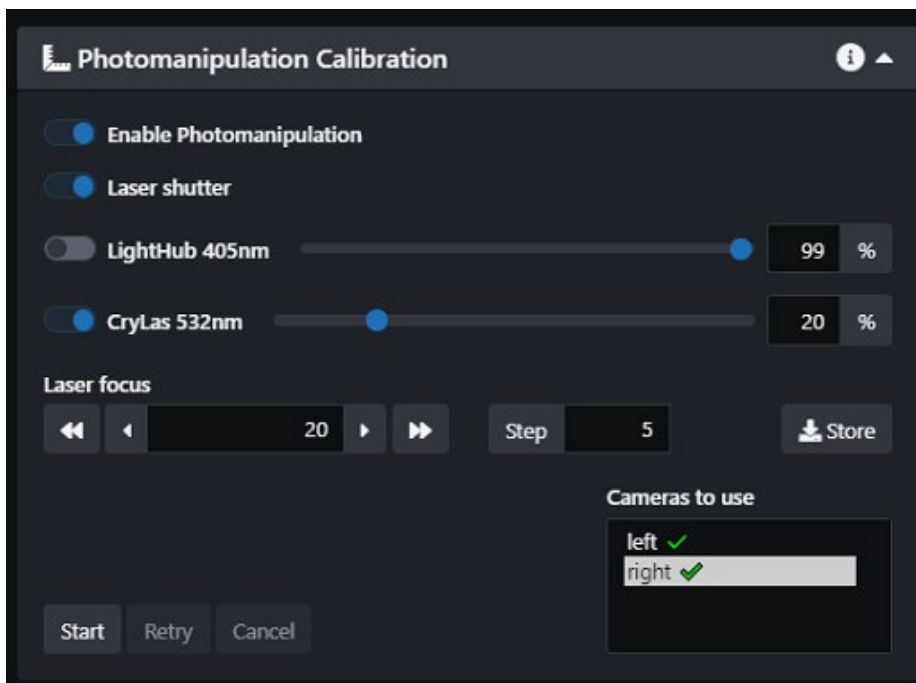 Photomanipulation Calibration
Enable Photomanipulation
Laser shutter
LightHub 405nm 99 %
CryLas 532nm 20 %
Laser focus
20 Step 5 Store
Cameras to use
left
right
Start Retry Cancel